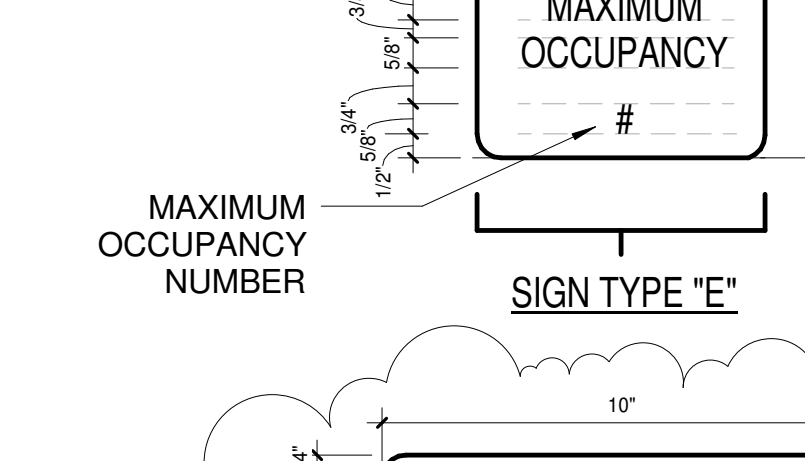 MAXIMUM
OCCUPANCY
#
5/8"
3/4"
5/8"
1/2"
MAXIMUM
OCCUPANCY
NUMBER
SIGN TYPE "E"
10"